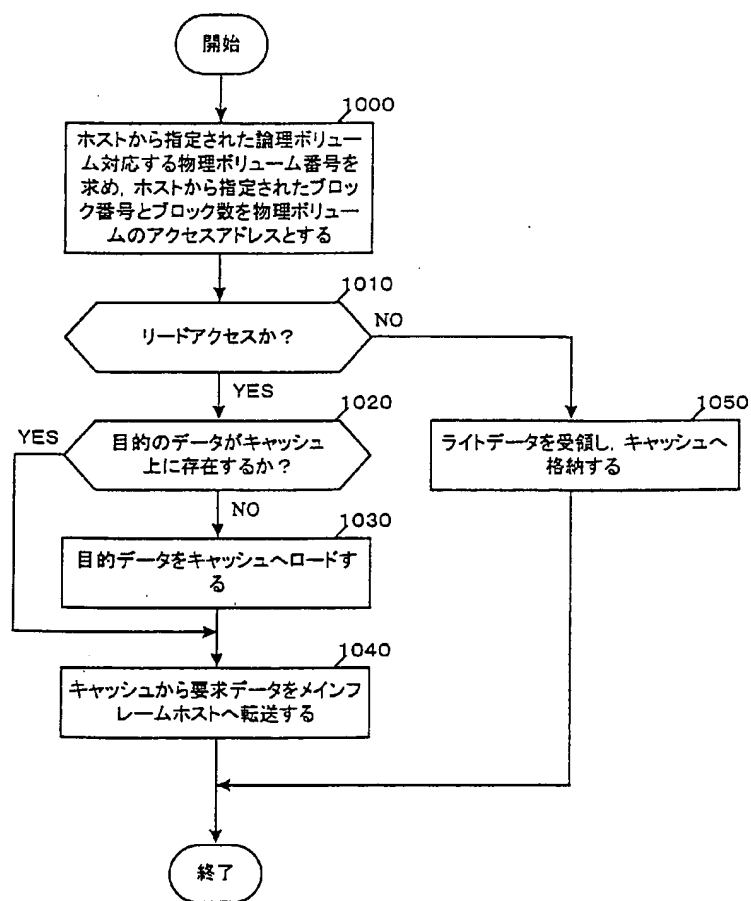 開始
1000
ホストから指定された論理ボリュー
ム対応する物理ボリューム番号を
求め,ホストから指定されたブロッ
ク番号とブロック数を物理ボリュー
ムのアクセスアドレスとする
1010
リードアクセスか?
NO
YES
1020
YES
目的のデータがキャッシュ
上に存在するか?
1050
ライトデータを受領し,キャッシュへ
格納する
NO
1030
目的データをキャッシュへロードす
る
1040
キャッシュから要求データをメインフ
レームホストへ転送する
終了